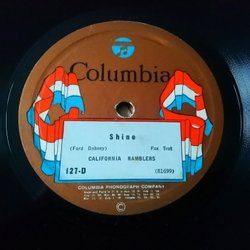 Columbia
Shine
(Ford Dabney) Fox Trot
CALIFORNIA RAMBLERS
127-D (81699)
COLUMBIA PHONOGRAPH COMPANY